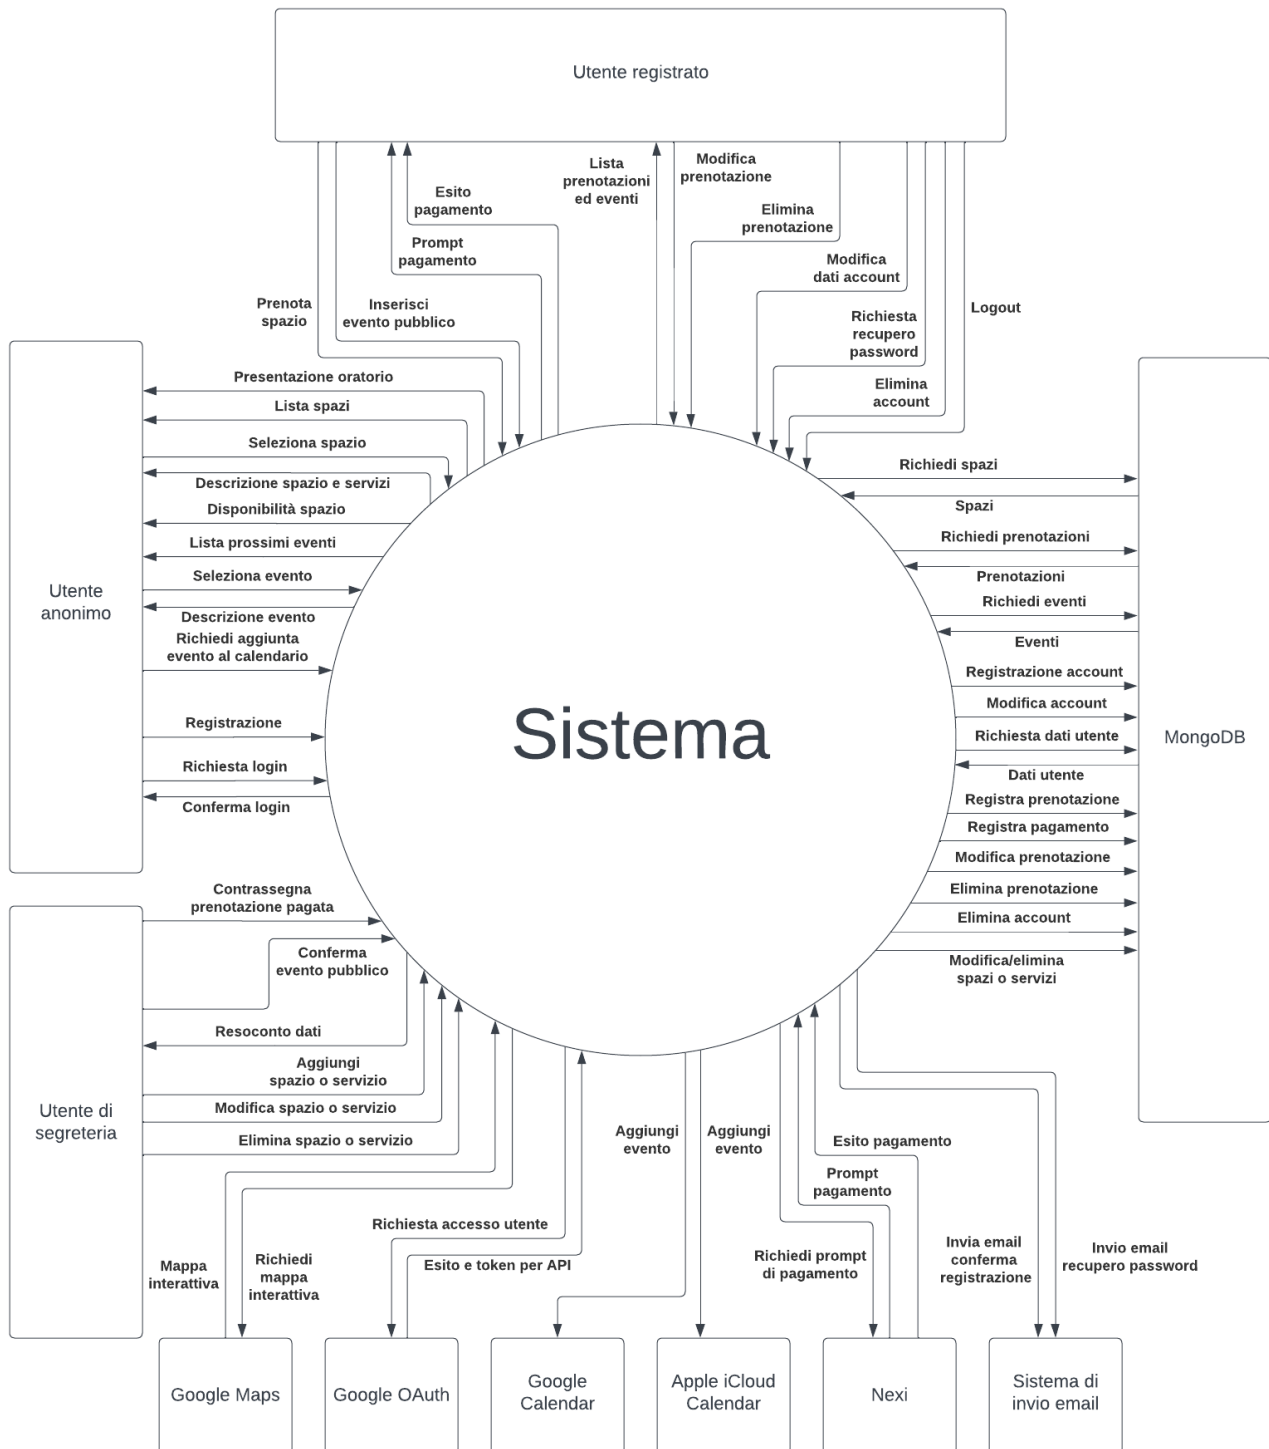 Utente registrato
Lista
prenotazioni
ed eventi
Modifica
prenotazione
Esito
pagamento
Elimina
prenotazione
Prompt
pagamento
Modifica
dati account
Prenota
spazio
Inserisci
evento pubblico
Richiesta
recupero
password
Logout
Elimina
account
Utente
anonimo
Presentazione oratorio
Lista spazi
Seleziona spazio
Descrizione spazio e servizi
Disponibilità spazio
Lista prossimi eventi
Seleziona evento
Descrizione evento
Richiedi aggiunta
evento al calendario
Registrazione
Richiesta login
Conferma login
Sistema
Richiedi spazi
Spazi
Richiedi prenotazioni
Prenotazioni
Richiedi eventi
Eventi
Registrazione account
Modifica account
Richiesta dati utente
Dati utente
Registra prenotazione
Registra pagamento
Modifica prenotazione
Elimina prenotazione
Elimina account
Modifica/elimina
spazi o servizi
MongoDB
Utente di
segreteria
Contrassegna
prenotazione pagata
Conferma
evento pubblico
Resoconto dati
Aggiungi
spazio o servizio
Modifica spazio o servizio
Elimina spazio o servizio
Mappa
interattiva
Richiedi
mappa
interattiva
Richiesta accesso utente
Esito e token per API
Aggiungi
evento
Aggiungi
evento
Esito pagamento
Prompt
pagamento
Richiedi prompt
di pagamento
Invia email
conferma
registrazione
Invio email
recupero password
Google Maps
Google OAuth
Google
Calendar
Apple iCloud
Calendar
Nexi
Sistema di
invio email